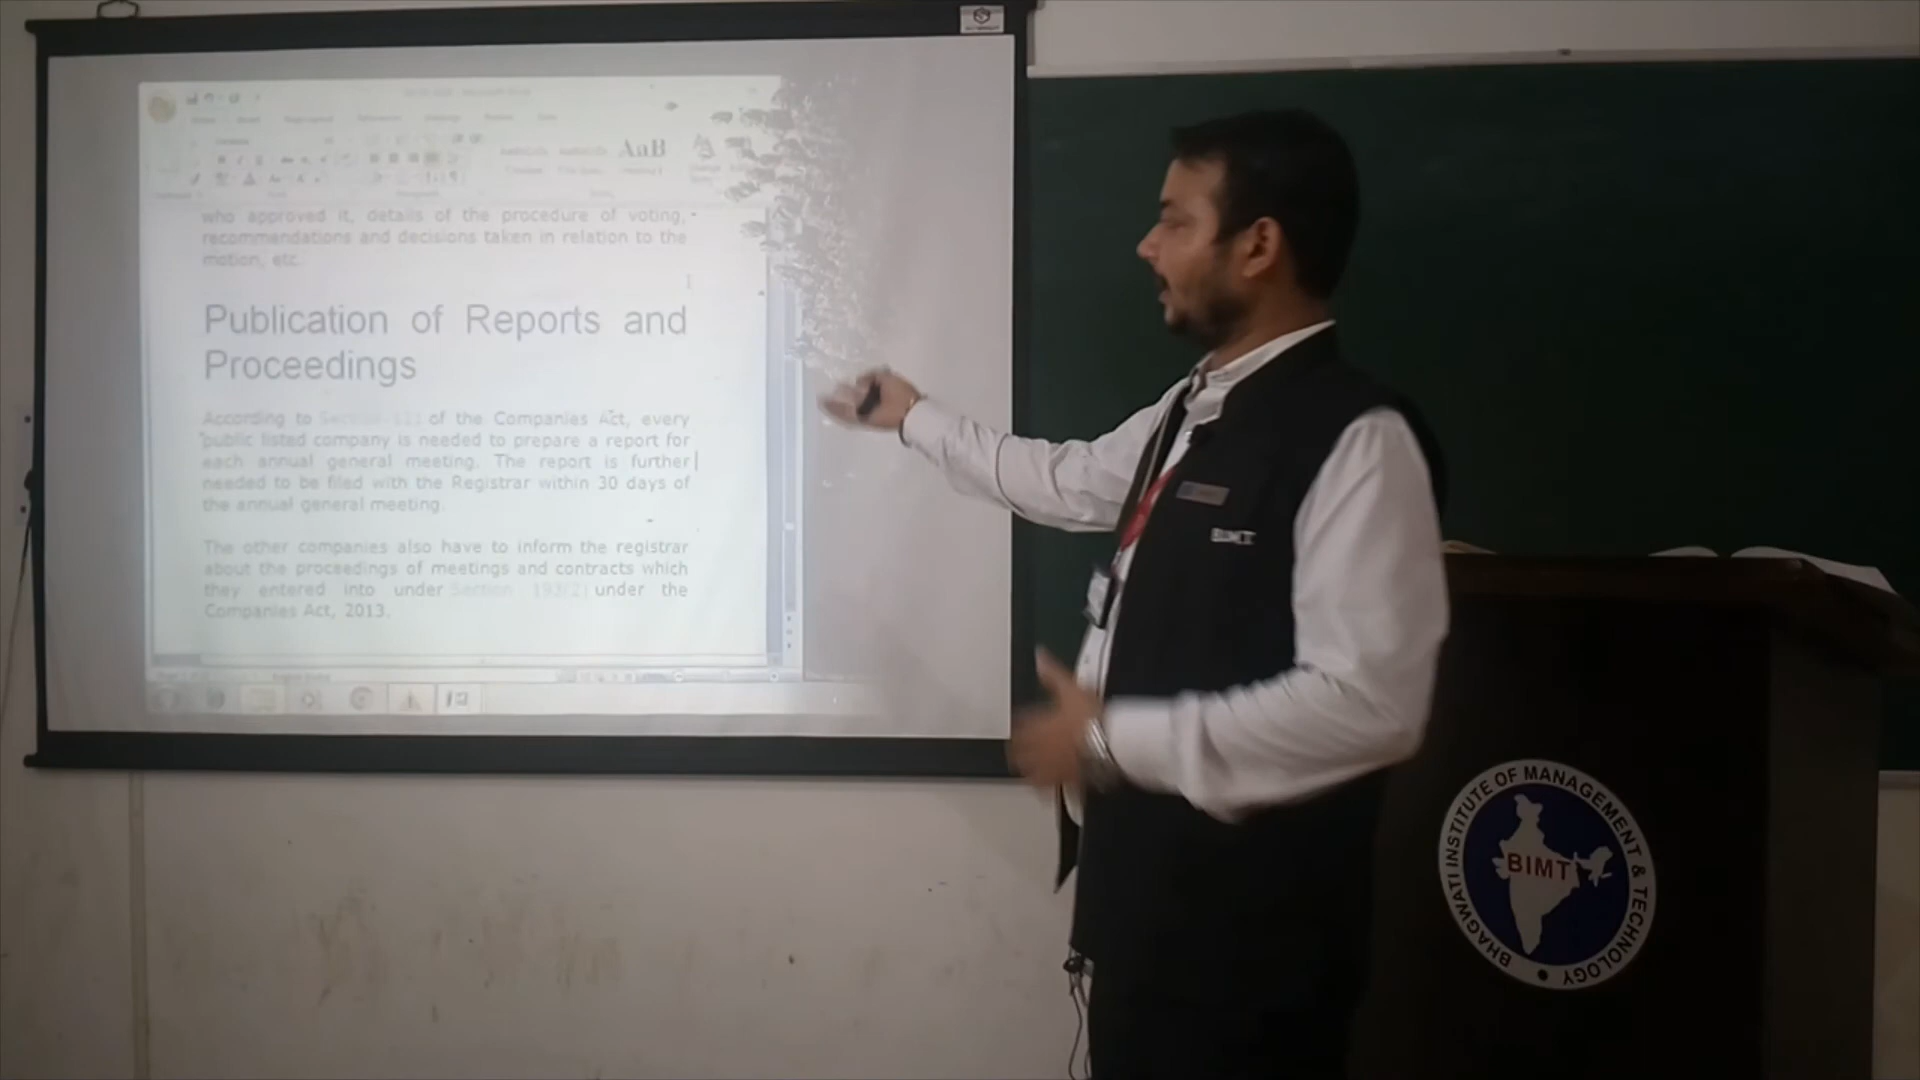 AaB
who approved it, details of the procedure of voting,
recommendations and decisions taken in relation to the
motion, etc.
Publication of Reports and
Proceedings
According to Section 121 of the Companies Act, every
public listed company is needed to prepare a report for
each annual general meeting. The report is further
needed to be filed with the Registrar within 30 days of
the annual general meeting.
The other companies also have to inform the registrar
about the proceedings of meetings and contracts which
they entered into under Section 193(2) under the
Companies Act, 2013.
BIMT
BHAGWATI INSTITUTE OF MANAGEMENT & TECHNOLOGY
BIMT